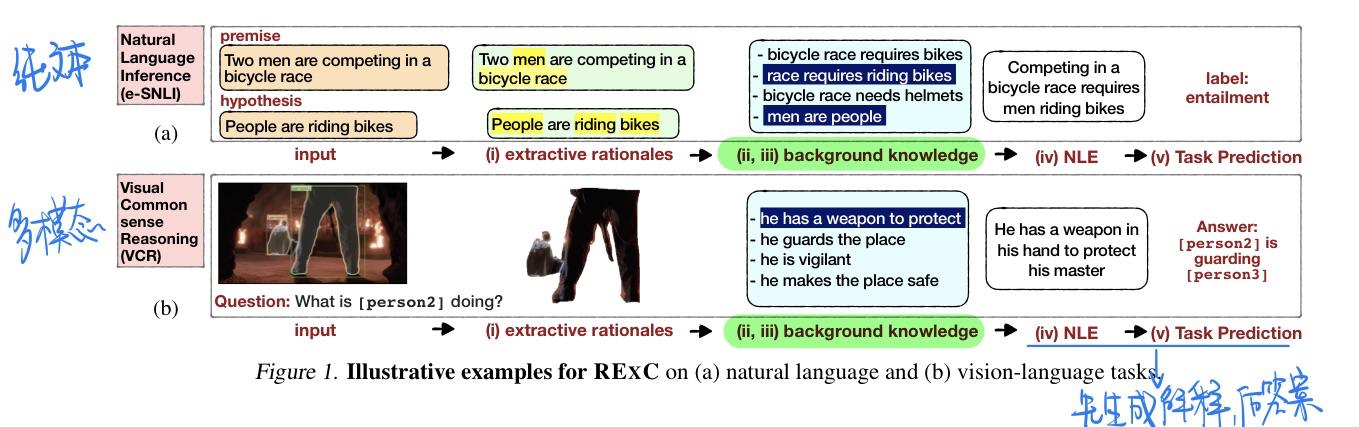 纯文本
Natural
Language
Inference
(e-SNLI)
(a)
premise
Two men are competing in a
bicycle race
hypothesis
People are riding bikes
Two men are competing in a
bicycle race
People are riding bikes
- bicycle race requires bikes
- race requires riding bikes
- bicycle race needs helmets
- men are people
Competing in a
bicycle race requires
men riding bikes
label:
entailment
input
(i) extractive rationales
(ii, iii) background knowledge
(iv) NLE
(v) Task Prediction
多模态
Visual
Common
sense
Reasoning
(VCR)
(b)
Question: What is [person2] doing?
- he has a weapon to protect
- he guards the place
- he is vigilant
- he makes the place safe
He has a weapon in
his hand to protect
his master
Answer:
[person2] is
guarding
[person3]
input
(i) extractive rationales
(ii, iii) background knowledge
(iv) NLE
(v) Task Prediction
Figure 1. Illustrative examples for REXC on (a) natural language and (b) vision-language tasks.
先生成解释,后答案